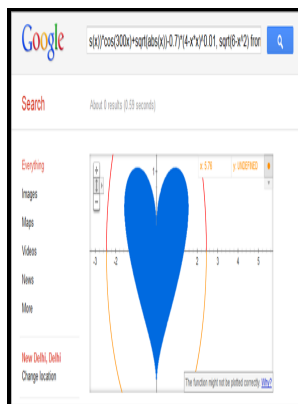 Google
s(x))*cos(300x)+sqrt(abs(x))-0.7)*(4-x*x)^0.01, sqrt(6-x^2) from
Search
About 0 results (0.59 seconds)
Everything
Images
Maps
Videos
News
More
New Delhi, Delhi
Change location
x: 5.76 y: UNDEFINED
1
-3 -2 2 3 4 5
The function might not be plotted correctly. Why?